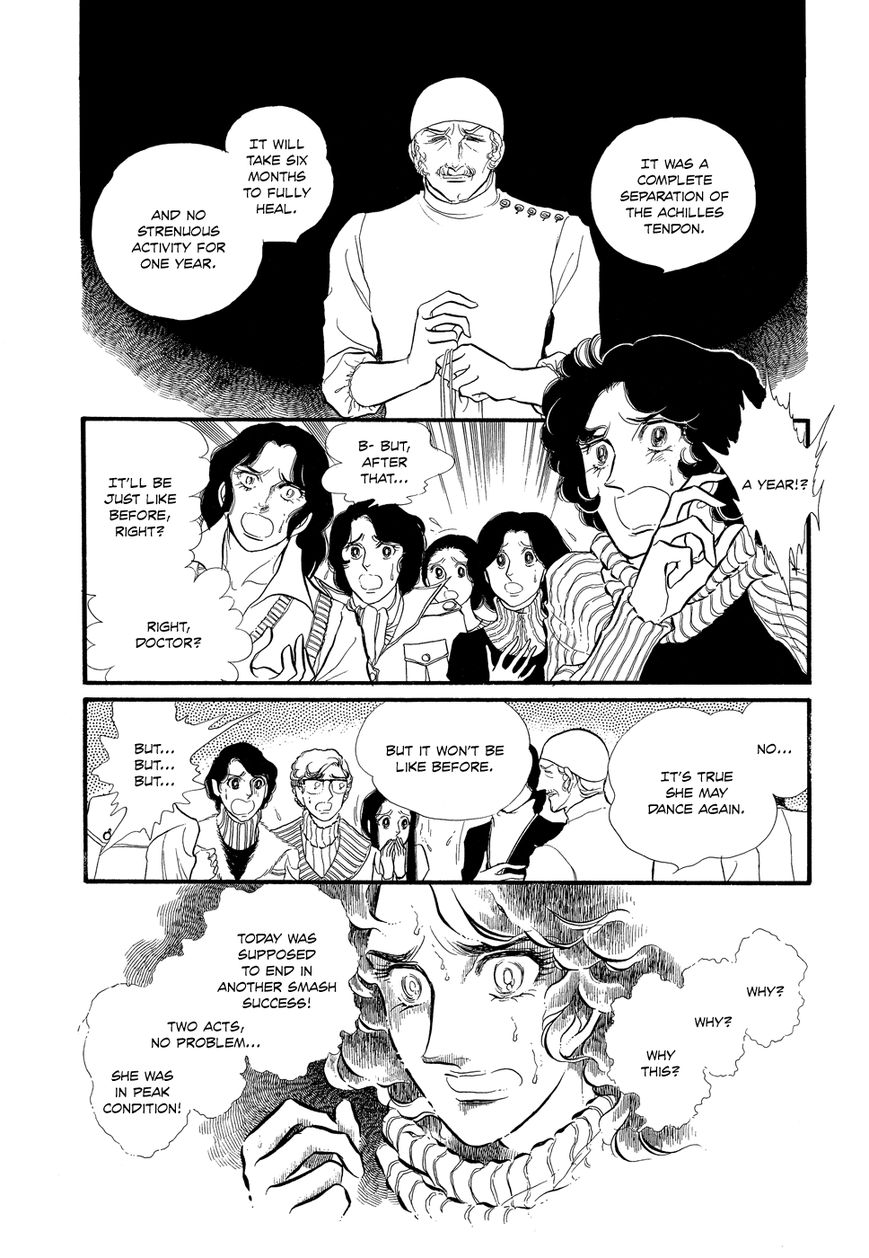 IT WAS A
COMPLETE
SEPARATION OF
THE ACHILLES
TENDON.
IT WILL
TAKE SIX
MONTHS
TO FULLY
HEAL.
AND NO
STRENUOUS
ACTIVITY FOR
ONE YEAR.
A YEAR!?
B- BUT,
AFTER
THAT...
IT'LL BE
JUST LIKE
BEFORE,
RIGHT?
RIGHT,
DOCTOR?
NO...
IT'S TRUE
SHE MAY
DANCE AGAIN.
BUT IT WON'T BE
LIKE BEFORE.
BUT...
BUT...
BUT...
WHY?
WHY?
WHY
THIS?
TODAY WAS
SUPPOSED
TO END IN
ANOTHER SMASH
SUCCESS!
TWO ACTS,
NO PROBLEM...
SHE WAS
IN PEAK
CONDITION!